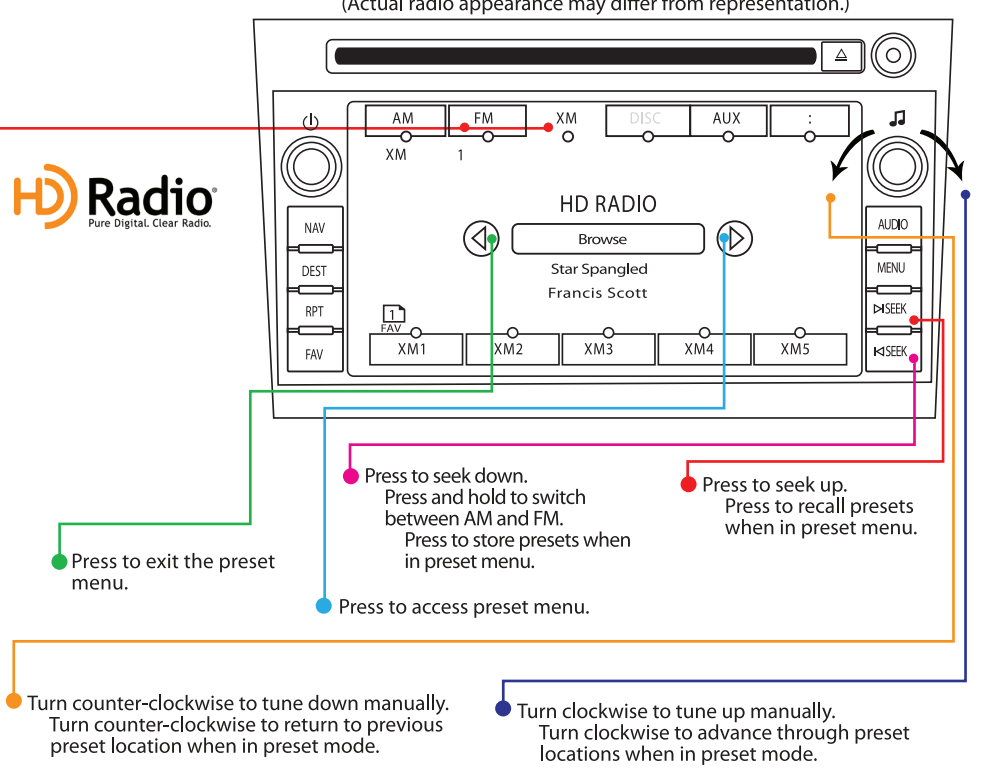 (Actual radio appearance may differ from representation.)
AM FM XM DISC AUX :
XM 1
HD Radio®
Pure Digital. Clear Radio.
NAV
DEST
RPT
FAV
HD RADIO
Browse
Star Spangled
Francis Scott
1
FAV
XM1 XM2 XM3 XM4 XM5
AUDIO
MENU
SEEK
SEEK
Press to seek down.
Press and hold to switch
between AM and FM.
Press to store presets when
in preset menu.
Press to seek up.
Press to recall presets
when in preset menu.
Press to exit the preset
menu.
Press to access preset menu.
Turn counter-clockwise to tune down manually.
Turn counter-clockwise to return to previous
preset location when in preset mode.
Turn clockwise to tune up manually.
Turn clockwise to advance through preset
locations when in preset mode.